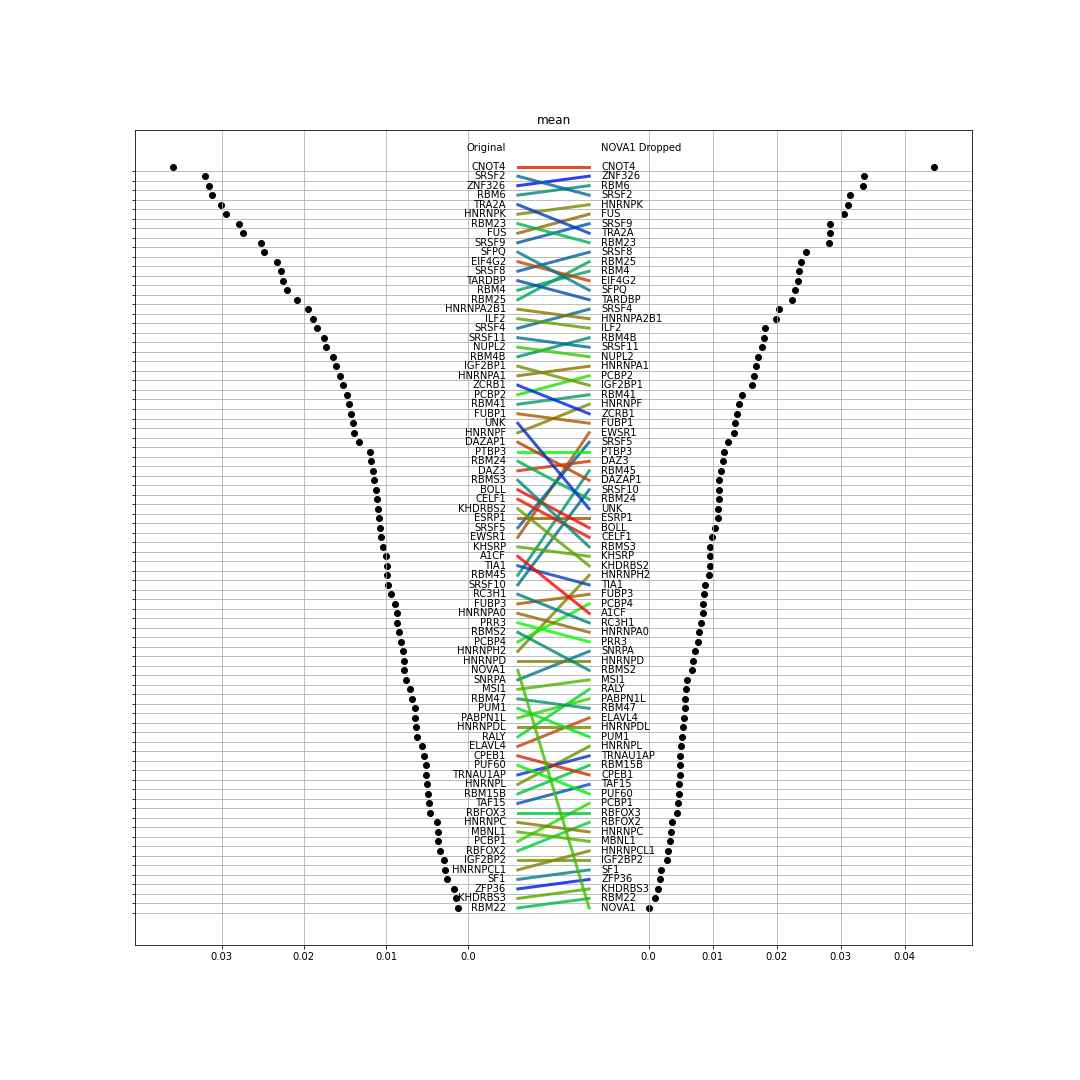 mean
Original NOVA1 Dropped
CNOT4 CNOT4
SRSF2 ZNF326
ZNF326 RBM6
RBM6 SRSF2
TRA2A HNRNPK
HNRNPK FUS
RBM23 SRSF9
FUS TRA2A
SRSF9 RBM23
SFPQ SRSF8
EIF4G2 RBM25
SRSF8 RBM4
TARDBP EIF4G2
RBM4 SFPQ
RBM25 TARDBP
HNRNPA2B1 SRSF4
ILF2 HNRNPA2B1
SRSF4 ILF2
SRSF11 RBM4B
NUPL2 SRSF11
RBM4B NUPL2
IGF2BP1 HNRNPA1
HNRNPA1 PCBP2
ZCRB1 IGF2BP1
PCBP2 RBM41
RBM41 HNRNPF
FUBP1 ZCRB1
UNK FUBP1
HNRNPF EWSR1
DAZAP1 SRSF5
PTBP3 PTBP3
RBM24 DAZ3
DAZ3 RBM45
RBMS3 DAZAP1
BOLL SRSF10
CELF1 RBM24
KHDRBS2 UNK
ESRP1 ESRP1
SRSF5 BOLL
EWSR1 CELF1
KHSRP RBMS3
A1CF KHSRP
TIA1 KHDRBS2
RBM45 HNRNPH2
SRSF10 TIA1
RC3H1 FUBP3
FUBP3 PCBP4
HNRNPA0 A1CF
PRR3 RC3H1
RBMS2 HNRNPA0
PCBP4 PRR3
HNRNPH2 SNRPA
HNRNPD HNRNPD
NOVA1 RBMS2
SNRPA MSI1
MSI1 RALY
RBM47 PABPN1L
PUM1 RBM47
PABPN1L ELAVL4
HNRNPDL HNRNPDL
RALY PUM1
ELAVL4 HNRNPL
CPEB1 TRNAU1AP
PUF60 RBM15B
TRNAU1AP CPEB1
HNRNPL TAF15
RBM15B PUF60
TAF15 PCBP1
RBFOX3 RBFOX3
HNRNPC RBFOX2
MBNL1 HNRNPC
PCBP1 MBNL1
RBFOX2 HNRNPCL1
IGF2BP2 IGF2BP2
HNRNPCL1 SF1
SF1 ZFP36
ZFP36 KHDRBS3
KHDRBS3 RBM22
RBM22 NOVA1
0.03 0.02 0.01 0.0 0.0 0.01 0.02 0.03 0.04